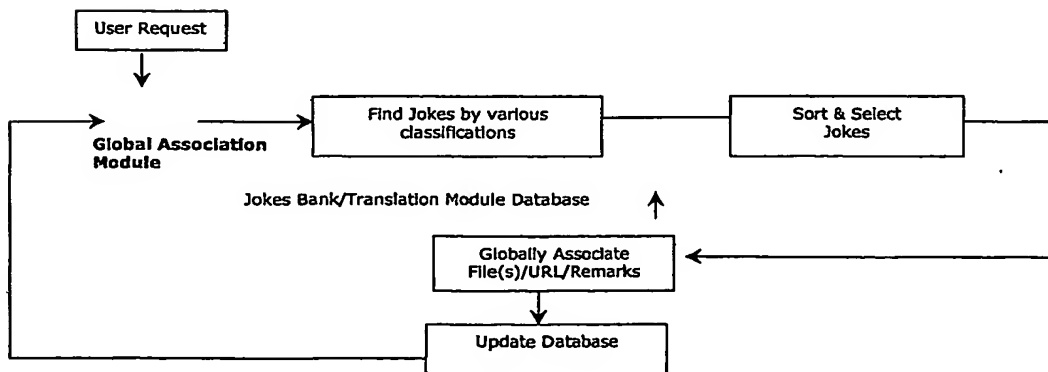 User Request
Find Jokes by various
classifications
Sort & Select
Jokes
Global Association
Module
Jokes Bank/Translation Module Database
Globally Associate
File(s)/URL/Remarks
Update Database